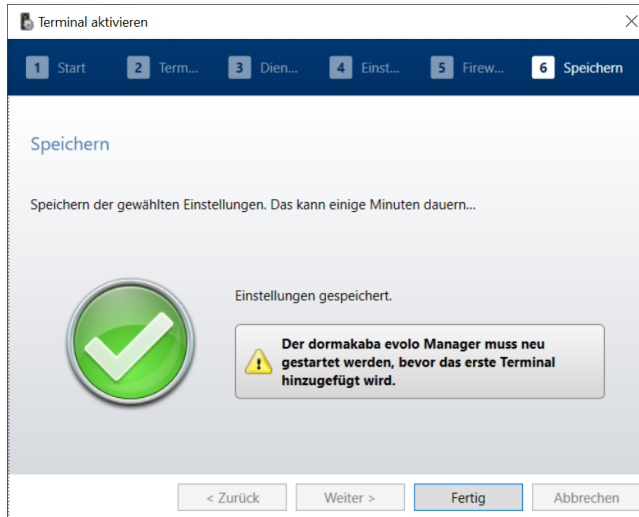 Terminal aktivieren
1 Start 2 Term... 3 Dien... 4 Einst... 5 Firew... 6 Speichern
Speichern
Speichern der gewählten Einstellungen. Das kann einige Minuten dauern...
Einstellungen gespeichert.
Der dormakaba evolo Manager muss neu
gestartet werden, bevor das erste Terminal
hinzugefügt wird.
< Zurück Weiter > Fertig Abbrechen